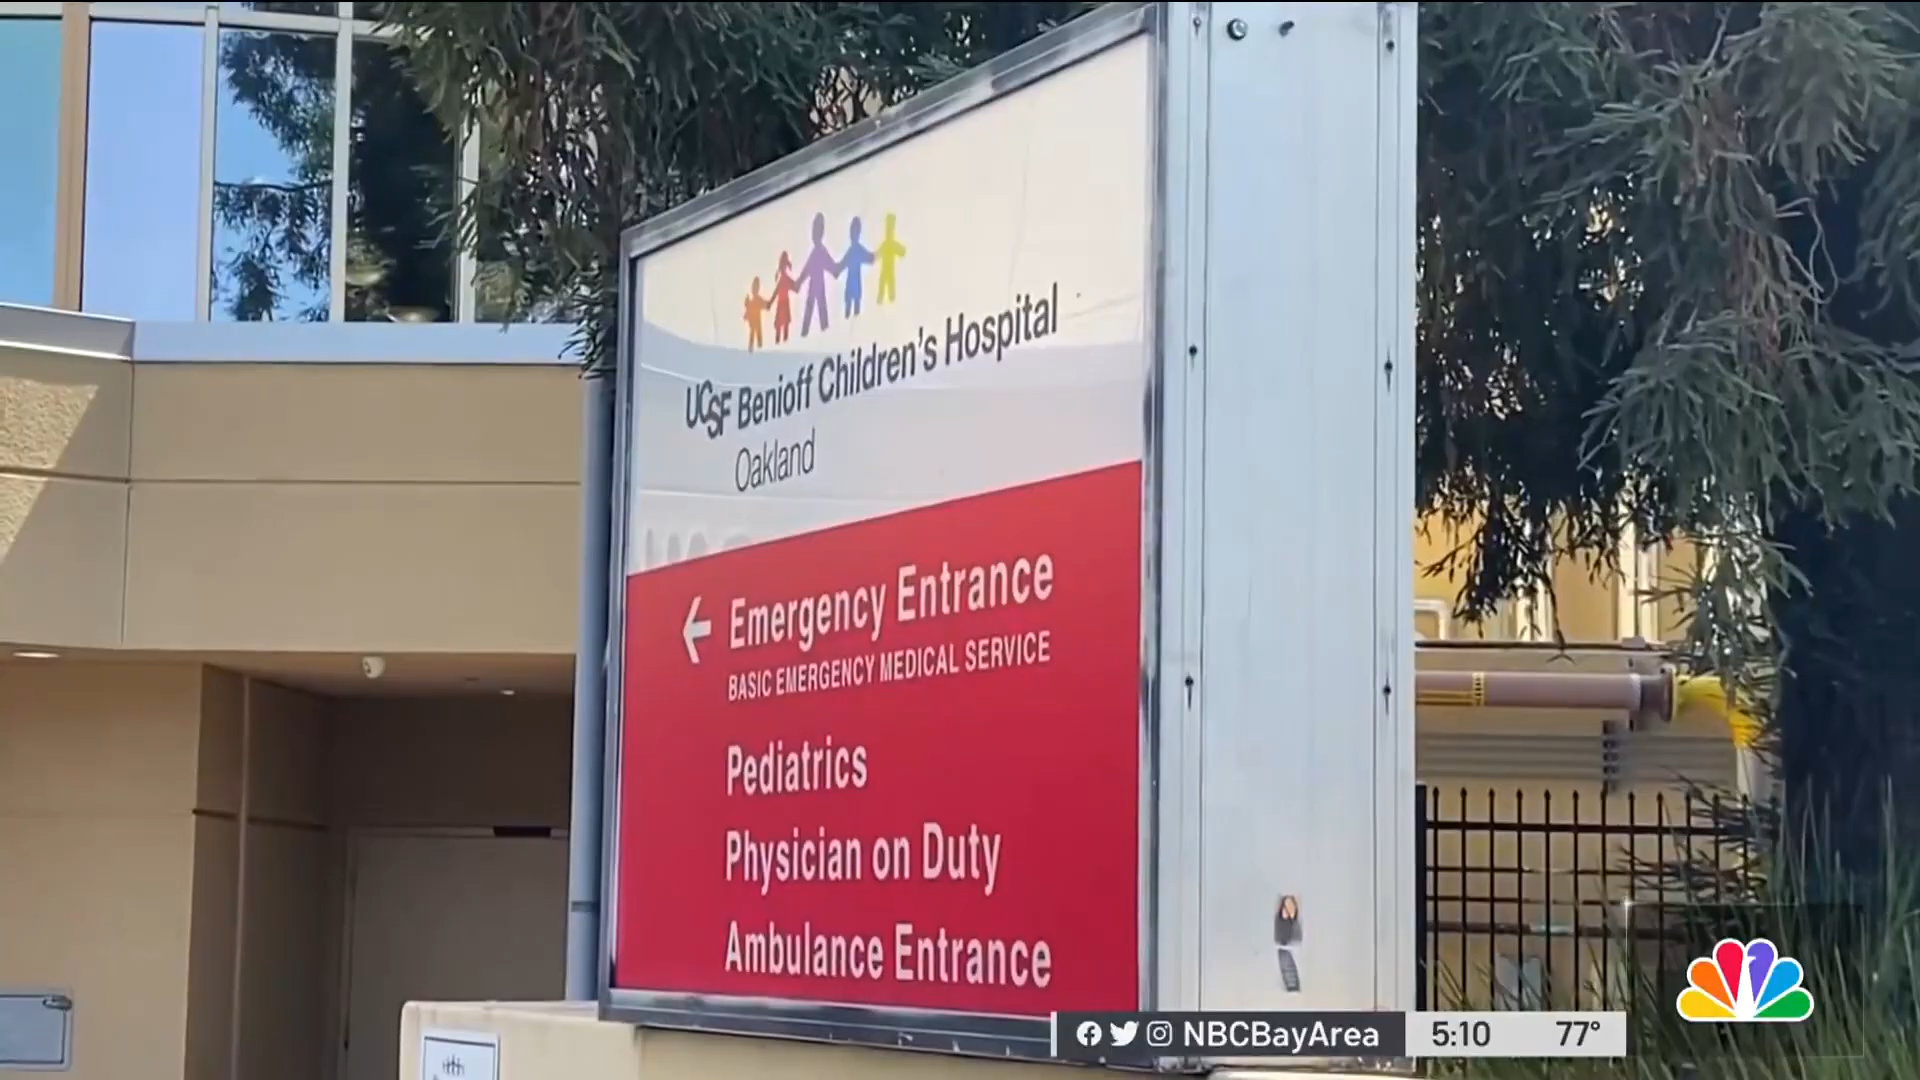 UCSF Benioff Children's Hospital
Oakland
Emergency Entrance
BASIC EMERGENCY MEDICAL SERVICE
Pediatrics
Physician on Duty
Ambulance Entrance
NBCBayArea 5:10 77°